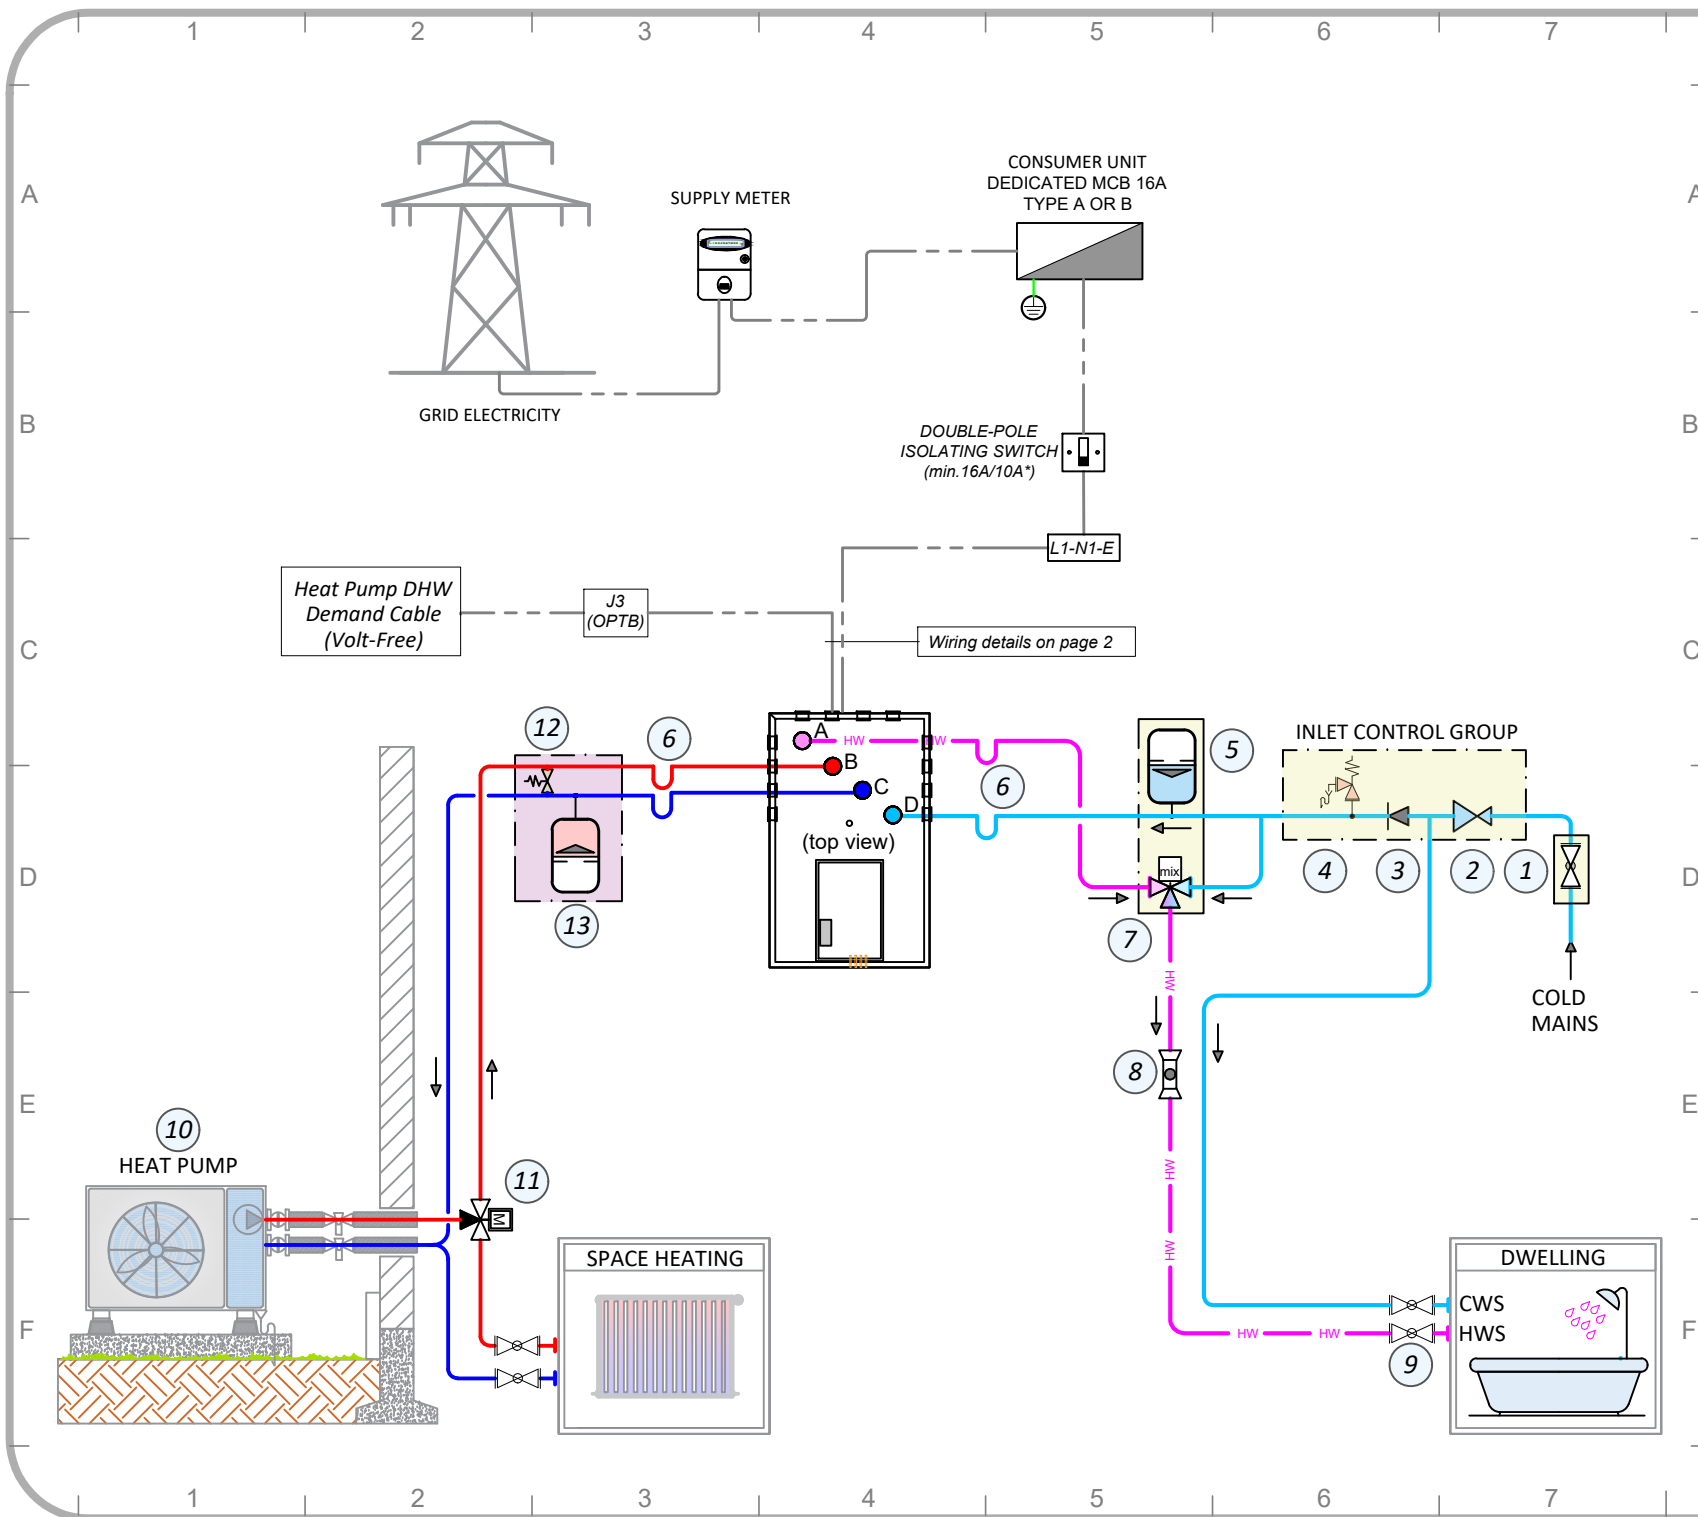 1 2 3 4 5 6 7
A
A
SUPPLY METER
CONSUMER UNIT
DEDICATED MCB 16A
TYPE A OR B
GRID ELECTRICITY
B
B
DOUBLE-POLE
ISOLATING SWITCH
(min.16A/10A*)
L1-N1-E
Heat Pump DHW
Demand Cable
(Volt-Free)
J3
(OPTB)
Wiring details on page 2
C
C
12
6
A
HW
HW
B
C
D
(top view)
6
5
INLET CONTROL GROUP
mix
4
3
2
1
D
D
13
7
HW
COLD
MAINS
8
E
E
10
HEAT PUMP
11
M
HW
HW
SPACE HEATING
DWELLING
CWS
HWS
HW
HW
F
F
9
1 2 3 4 5 6 7